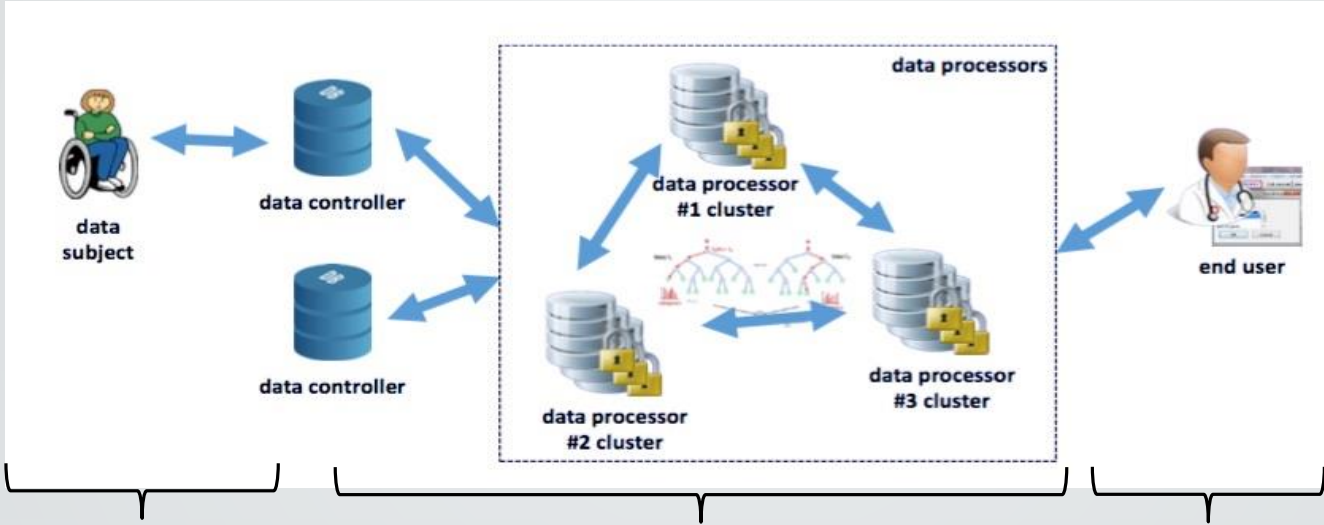 data processors
data processor
#1 cluster
data controller
data
subject
end user
data controller
data processor
#3 cluster
data processor
#2 cluster